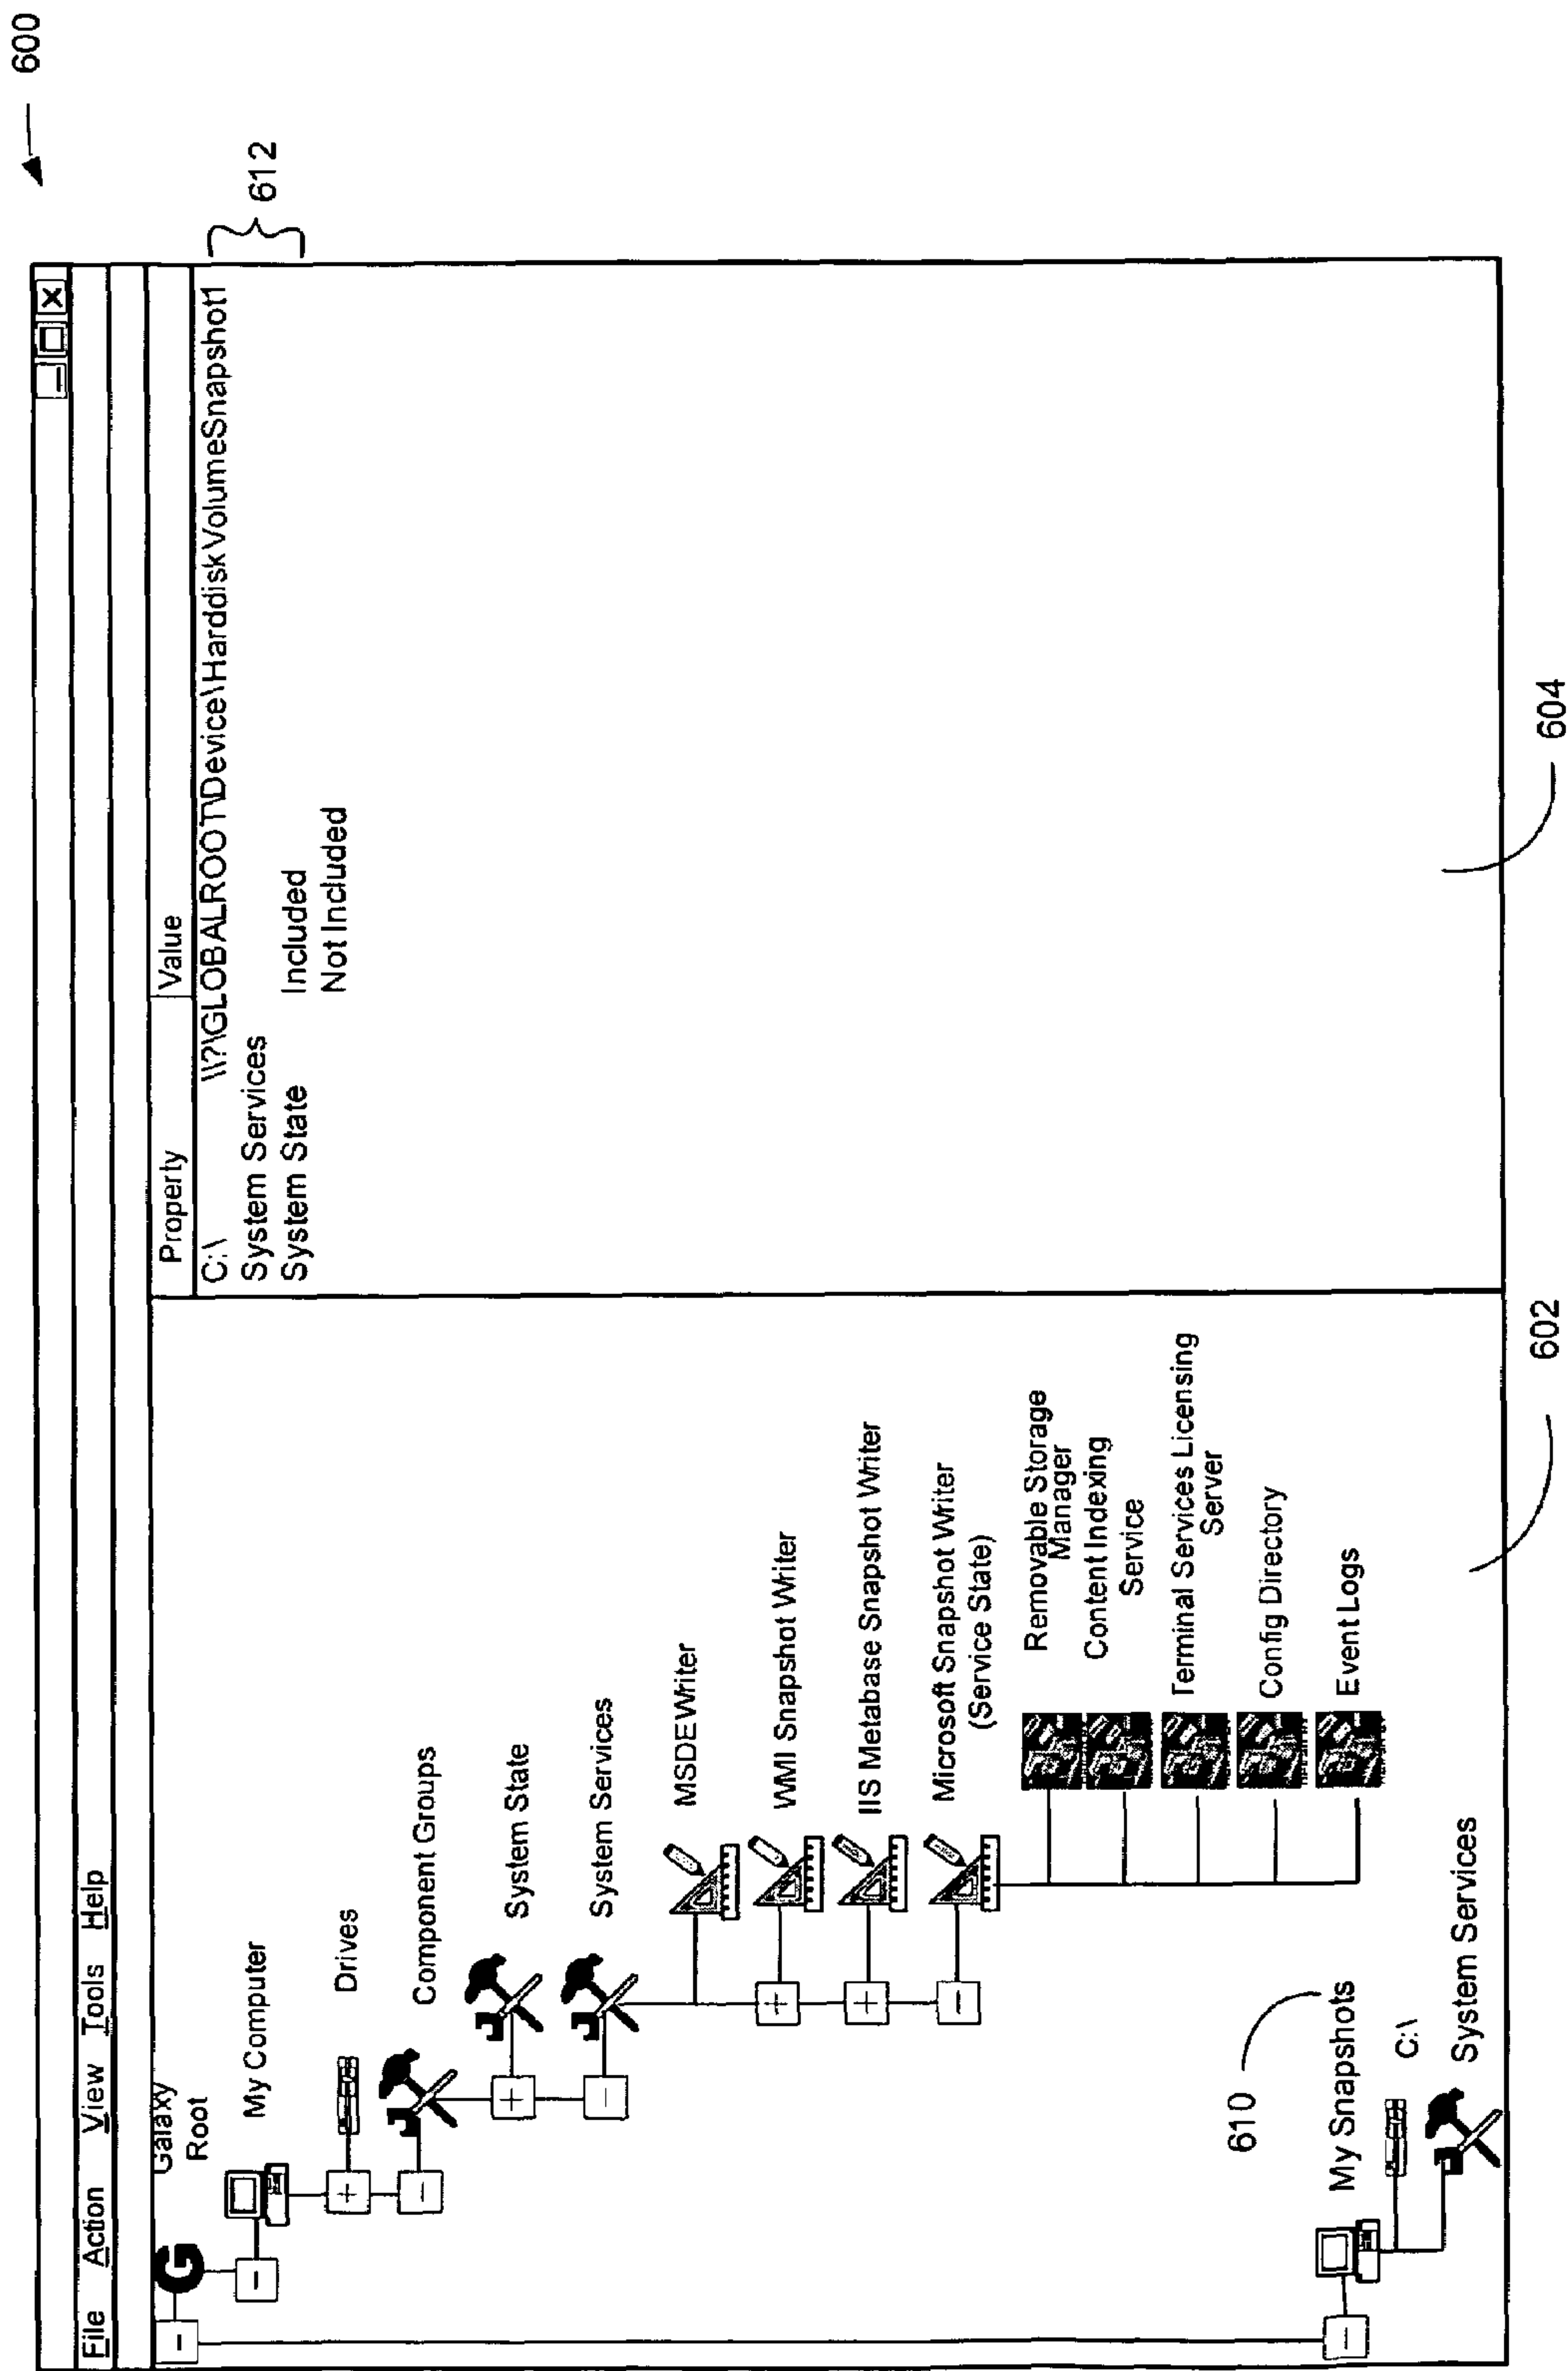 600
File Action View Tools Help
Galaxy
Root
My Computer
Drives
Component Groups
System State
System Services
MSDEWriter
WMI Snapshot Writer
IIS Metabase Snapshot Writer
Microsoft Snapshot Writer
(Service State)
Removable Storage
Manager
Content Indexing
Service
Terminal Services Licensing
Server
Config Directory
Event Logs
610
My Snapshots
C:\
System Services
602
Property Value
C:\ \\?\GLOBALROOT\Device\HarddiskVolumeSnapshot1
System Services
System State Included
Not Included
612
604